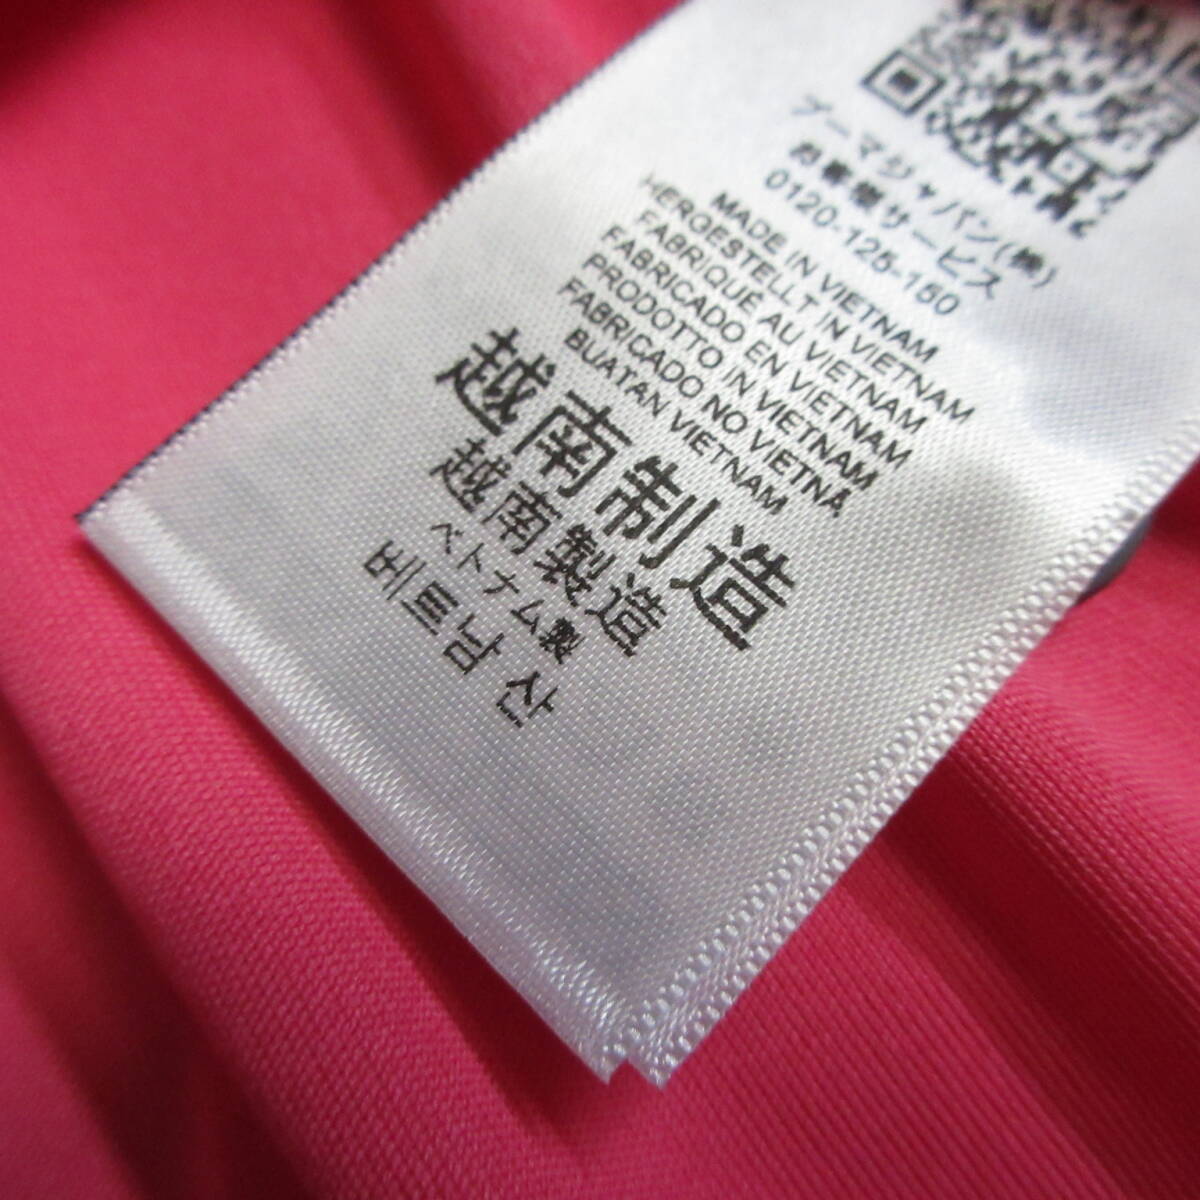 プーマジャパン(株)
お客様サービス
0120-125-150
MADE IN VIETNAM
HERGESTELLT IN VIETNAM
FABRIQUÉ AU VIETNAM
FABRICADO EN VIETNAM
PRODOTTO IN VIETNAM
FABRICADO NO VIETNÃ
BUATAN VIETNAM
越南制造
越南製造
ベトナム製
베트남 산